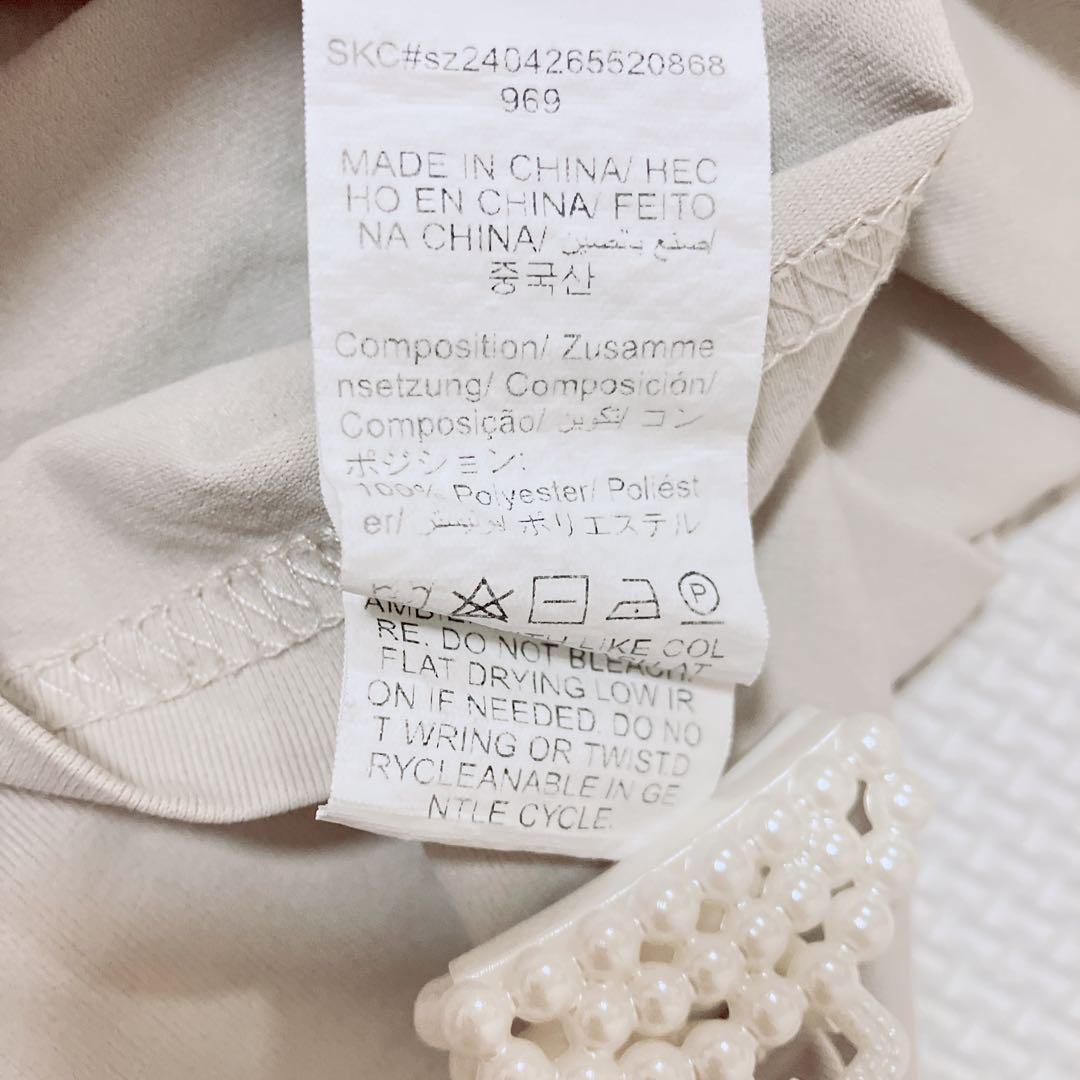 SKC#sz2404265520868
969
MADE IN CHINA/ HEC
HO EN CHINA/ FEITO
NA CHINA/ صنع بالصين/
중국산
Composition/ Zusamme
nsetzung/ Composición/
Composição/ تكوين/ コン
ポジション:
100% Polyester/ Poliést
er/ بوليستر ポリエステル
P
LIKE COL
RE. DO NOT BLEACH.
FLAT DRYING LOW IR
ON IF NEEDED. DO NO
T WRING OR TWIST.D
RYCLEANABLE IN GE
NTLE CYCLE.